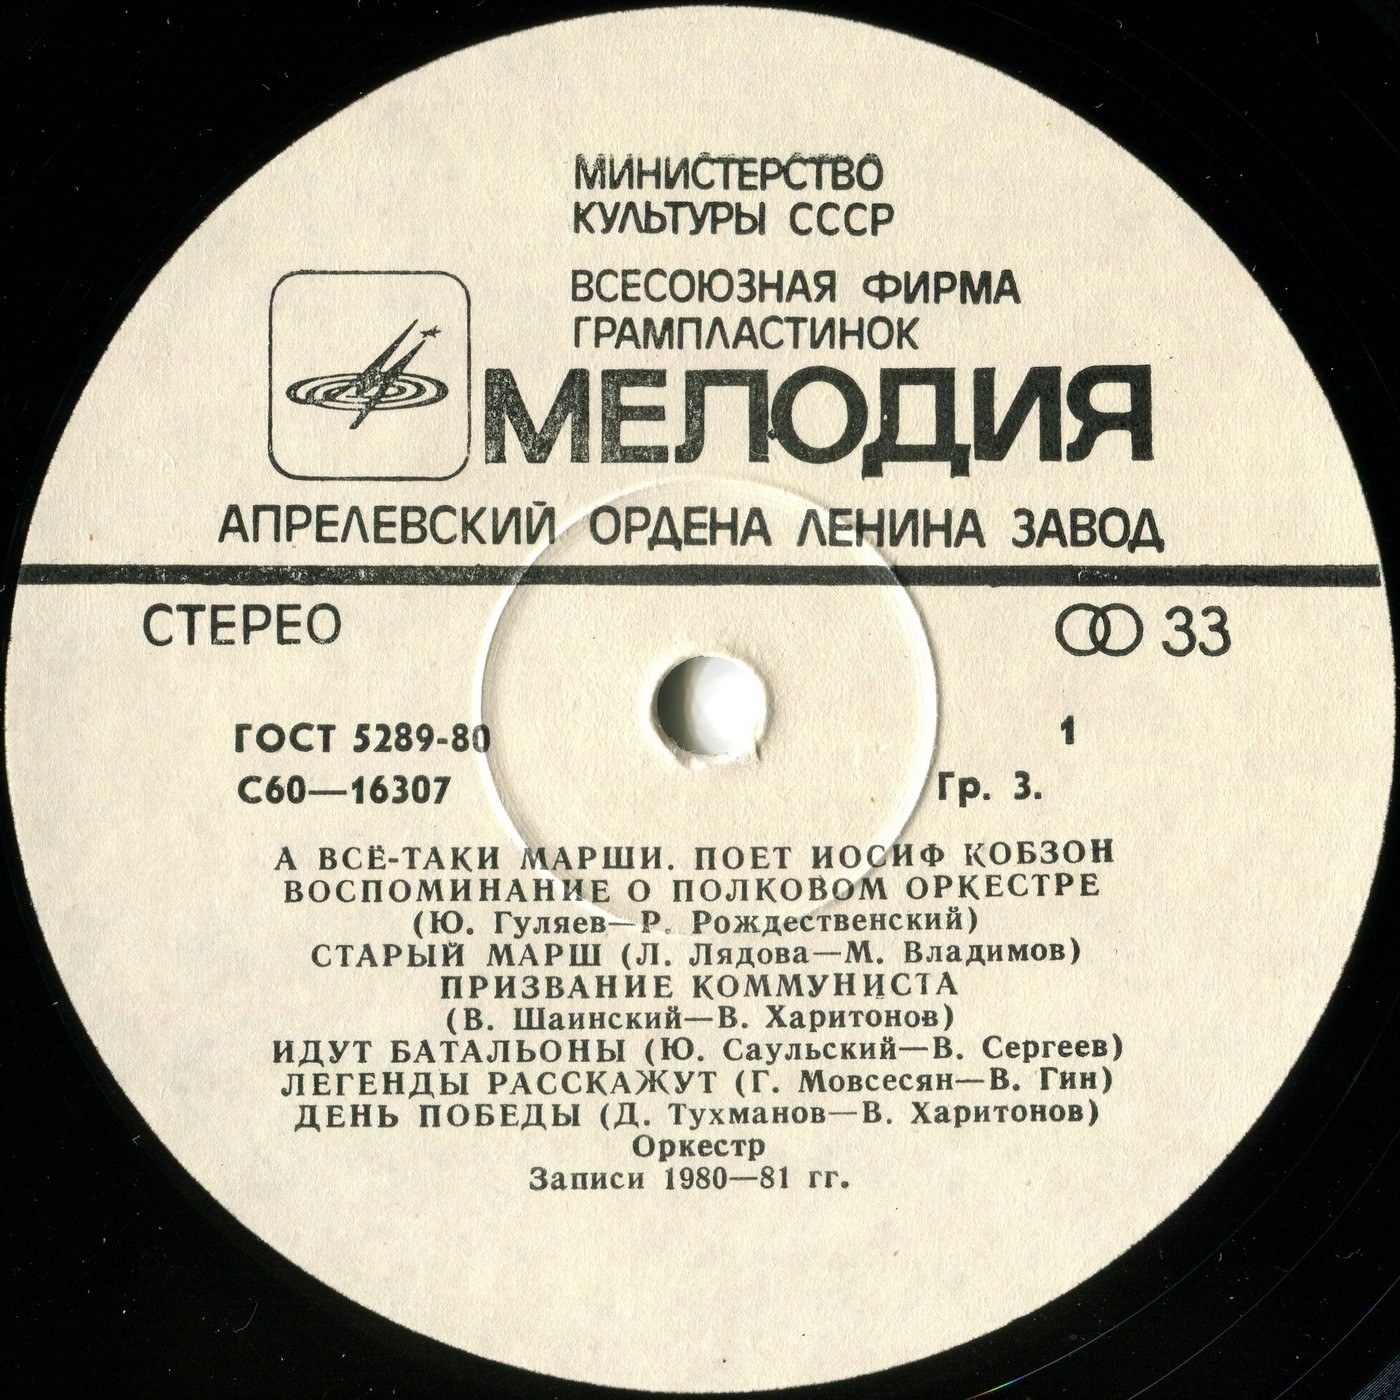 МИНИСТЕРСТВО
КУЛЬТУРЫ СССР
ВСЕСОЮЗНАЯ ФИРМА
ГРАМПЛАСТИНОК
МЕЛОДИЯ
АПРЕЛЕВСКИЙ ОРДЕНА ЛЕНИНА ЗАВОД
СТЕРЕО 33
ГОСТ 5289-80 1
С60—16307 Гр. 3.
А ВСЁ-ТАКИ МАРШИ. ПОЕТ ИОСИФ КОБЗОН
ВОСПОМИНАНИЕ О ПОЛКОВОМ ОРКЕСТРЕ
(Ю. Гуляев—Р. Рождественский)
СТАРЫЙ МАРШ (Л. Лядова—М. Владимов)
ПРИЗВАНИЕ КОММУНИСТА
(В. Шаинский—В. Харитонов)
ИДУТ БАТАЛЬОНЫ (Ю. Саульский—В. Сергеев)
ЛЕГЕНДЫ РАССКАЖУТ (Г. Мовсесян—В. Гин)
ДЕНЬ ПОБЕДЫ (Д. Тухманов—В. Харитонов)
Оркестр
Записи 1980—81 гг.